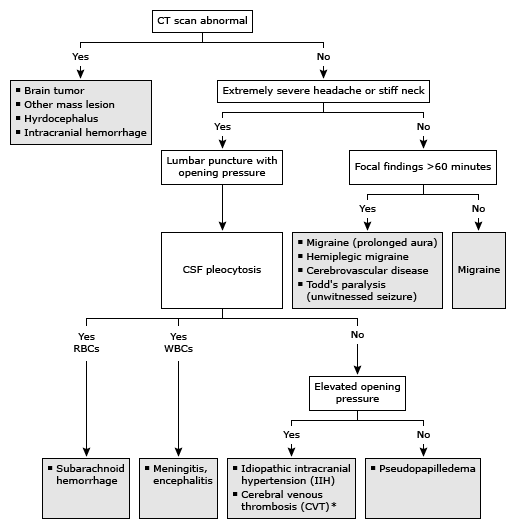 CT scan abnormal
Yes
No
▪ Brain tumor
▪ Other mass lesion
▪ Hyrdocephalus
▪ Intracranial hemorrhage
Extremely severe headache or stiff neck
Yes
No
Lumbar puncture with
opening pressure
Focal findings >60 minutes
Yes
No
▪ Migraine (prolonged aura)
▪ Hemiplegic migraine
▪ Cerebrovascular disease
▪ Todd's paralysis
(unwitnessed seizure)
Migraine
CSF pleocytosis
Yes
RBCs
Yes
WBCs
No
Elevated opening
pressure
Yes
No
▪ Subarachnoid
hemorrhage
▪ Meningitis,
encephalitis
▪ Idiopathic intracranial
hypertension (IIH)
▪ Cerebral venous
thrombosis (CVT)*
▪ Pseudopapilledema